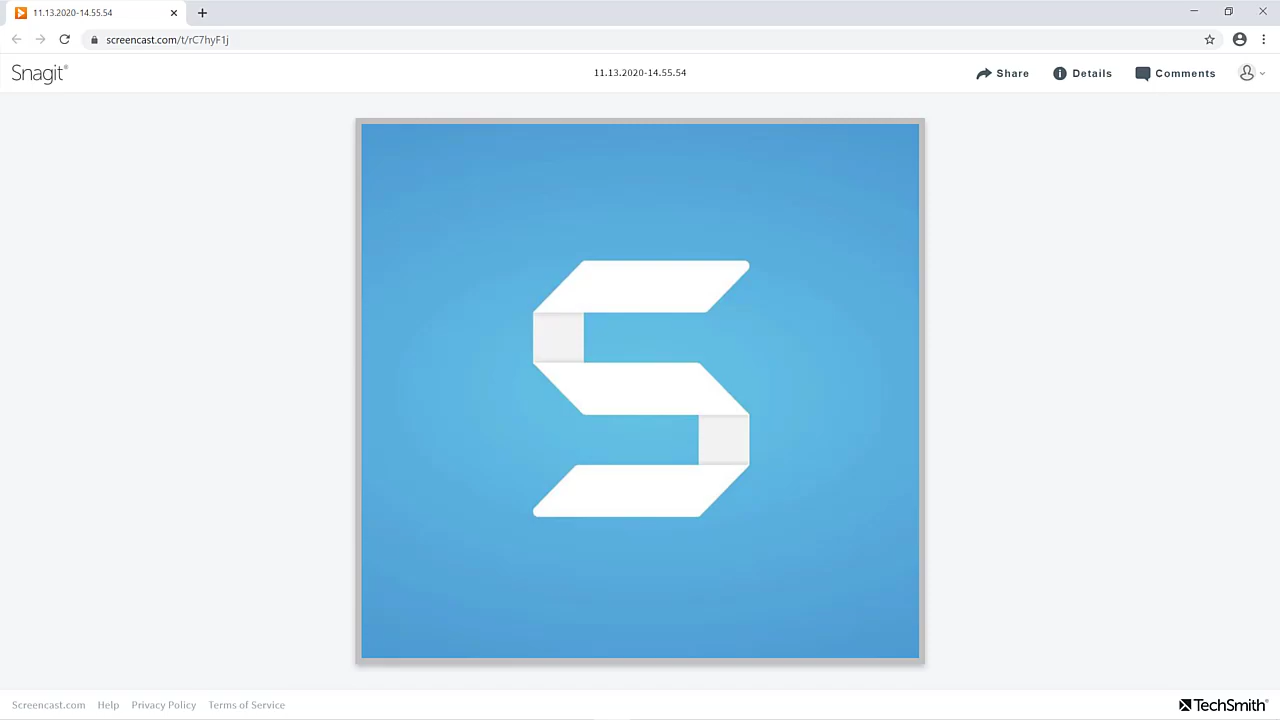 11.13.2020-14.55.54
screencast.com/t/rC7hyF1j
Snagit®
11.13.2020-14.55.54
Share
Details
Comments
Screencast.com
Help
Privacy Policy
Terms of Service
TechSmith®